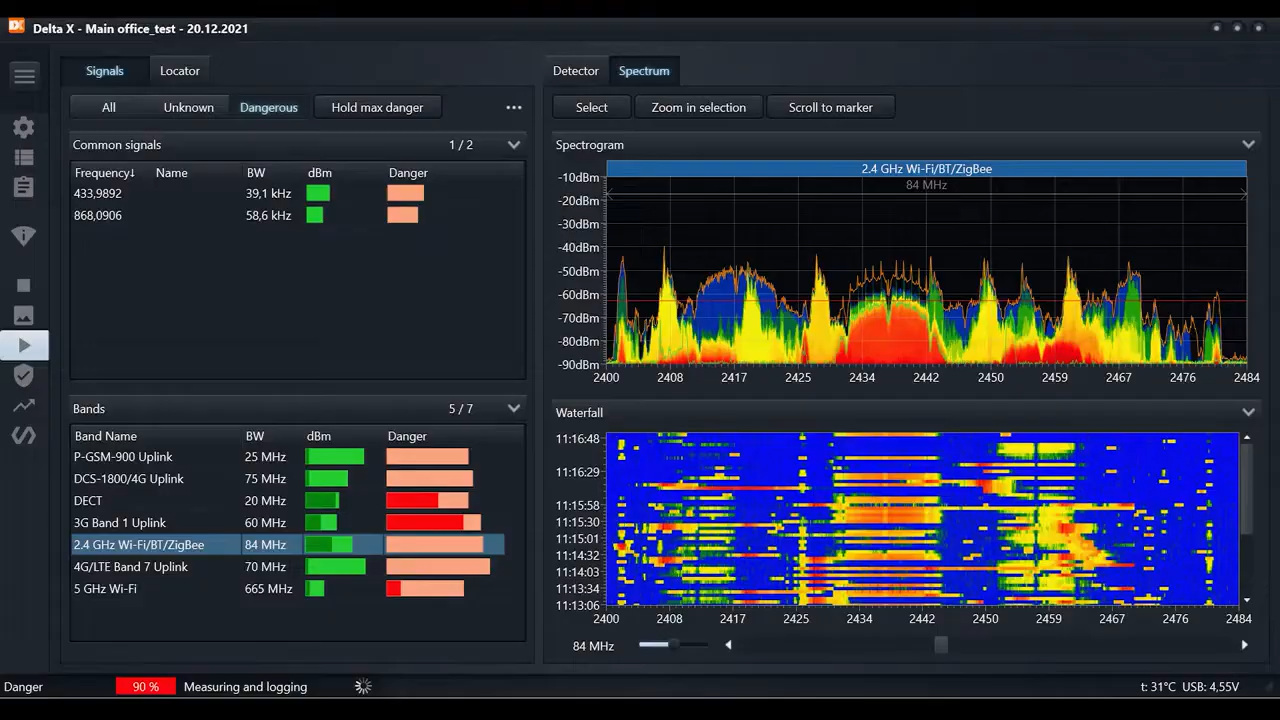 Delta X - Main office_test - 20.12.2021
Signals Locator
All Unknown Dangerous Hold max danger ...
Common signals 1 / 2
Frequency↓ Name BW dBm Danger
433,9892 39,1 kHz
868,0906 58,6 kHz
Bands 5 / 7
Band Name BW dBm Danger
P-GSM-900 Uplink 25 MHz
DCS-1800/4G Uplink 75 MHz
DECT 20 MHz
3G Band 1 Uplink 60 MHz
2.4 GHz Wi-Fi/BT/ZigBee 84 MHz
4G/LTE Band 7 Uplink 70 MHz
5 GHz Wi-Fi 665 MHz
Detector Spectrum
Select Zoom in selection Scroll to marker
Spectrogram
2.4 GHz Wi-Fi/BT/ZigBee
84 MHz
-10dBm
-20dBm
-30dBm
-40dBm
-50dBm
-60dBm
-70dBm
-80dBm
-90dBm
2400 2408 2417 2425 2434 2442 2450 2459 2467 2476 2484
Waterfall
11:16:48
11:16:29
11:15:58
11:15:30
11:15:01
11:14:32
11:14:03
11:13:34
11:13:06
2400 2408 2417 2425 2434 2442 2450 2459 2467 2476 2484
84 MHz
Danger 90 % Measuring and logging t: 31°C USB: 4,55V